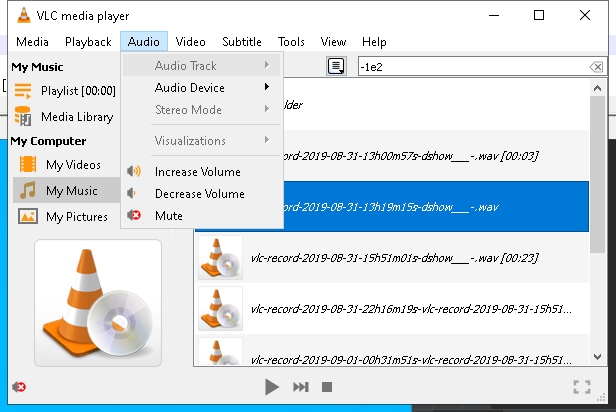 VLC media player
Media Playback Audio Video Subtitle Tools View Help
My Music
Playlist [00:00]
Media Library
My Computer
My Videos
My Music
My Pictures
Audio Track
Audio Device
Stereo Mode
Visualizations
Increase Volume
Decrease Volume
Mute
-1e2
ecord-2019-08-31-13h00m57s-dshow___-.wav [00:03]
ecord-2019-08-31-13h19m15s-dshow___-.wav
vlc-record-2019-08-31-15h51m01s-dshow___-.wav [00:23]
vlc-record-2019-08-31-22h16m19s-vlc-record-2019-08-31-15h51...
vlc-record-2019-09-01-00h31m51s-vlc-record-2019-08-31-15h51...